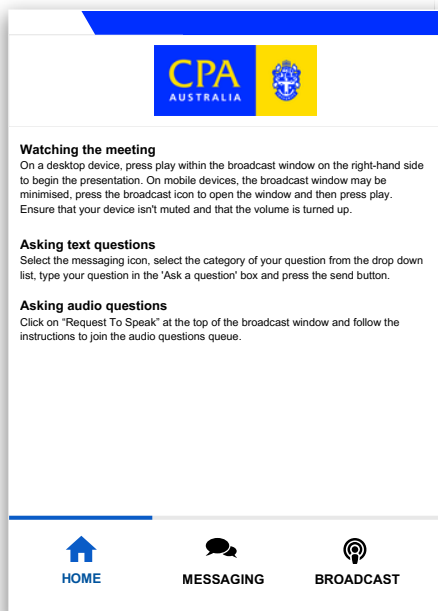 CPA
AUSTRALIA
Watching the meeting
On a desktop device, press play within the broadcast window on the right-hand side
to begin the presentation. On mobile devices, the broadcast window may be
minimised, press the broadcast icon to open the window and then press play.
Ensure that your device isn't muted and that the volume is turned up.
Asking text questions
Select the messaging icon, select the category of your question from the drop down
list, type your question in the 'Ask a question' box and press the send button.
Asking audio questions
Click on “Request To Speak” at the top of the broadcast window and follow the
instructions to join the audio questions queue.
HOME
MESSAGING
BROADCAST